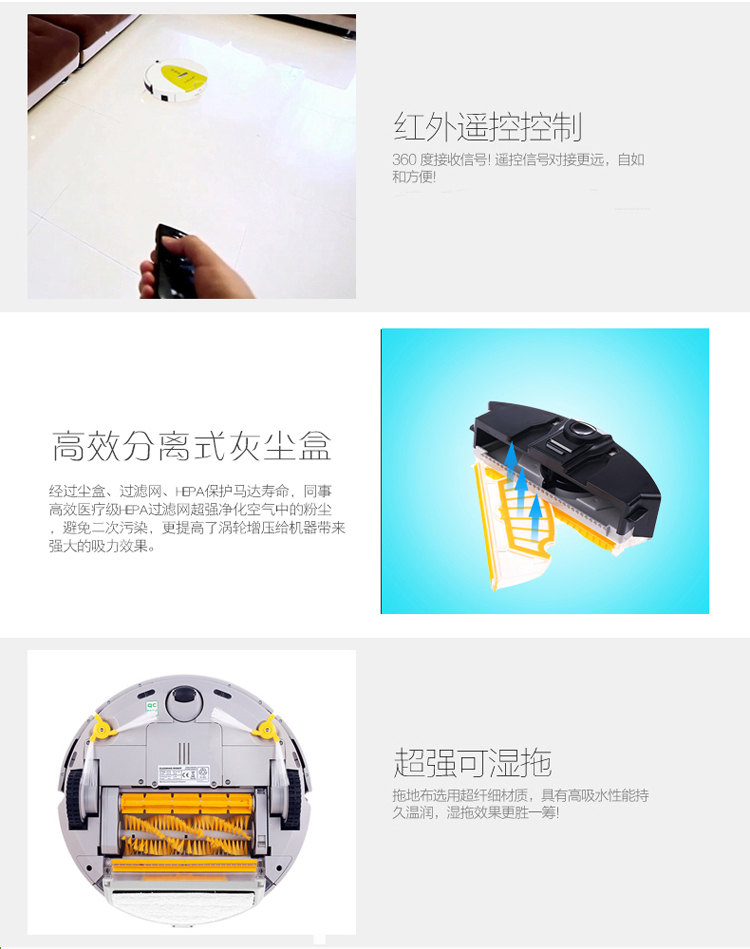 红外遥控控制
360 度接收信号! 遥控信号对接更远，自如
和方便!
高效分离式灰尘盒
经过尘盒、过滤网、HEPA保护马达寿命，同事
高效医疗级HEPA过滤网超强净化空气中的粉尘
，避免二次污染，更提高了涡轮增压给机器带来
强大的吸力效果。
QC
超强可湿拖
拖地布选用超纤细材质，具有高吸水性能持
久温润，湿拖效果更胜一筹!